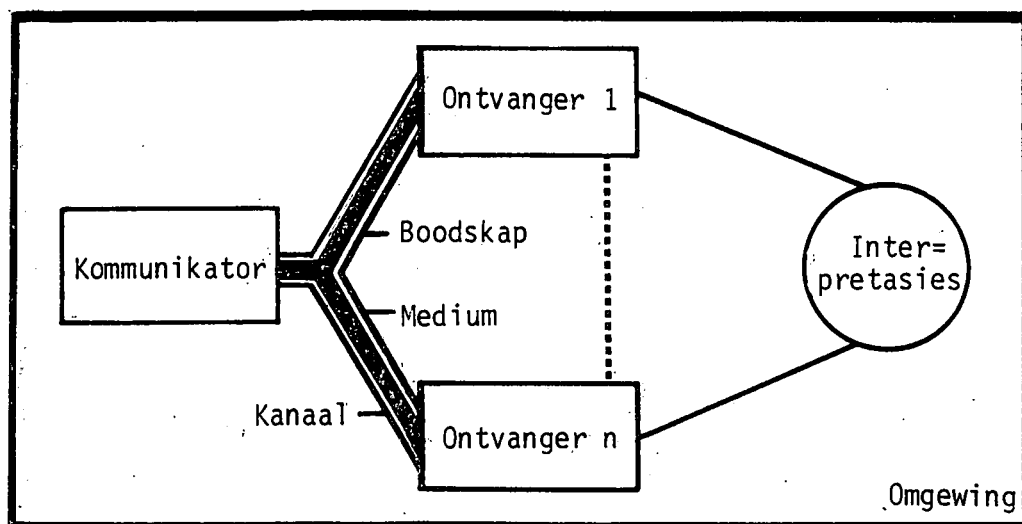 Ontvanger 1
Kommunikator
Boodskap
Medium
Kanaal
Ontvanger n
Inter=
pretasies
Omgewing